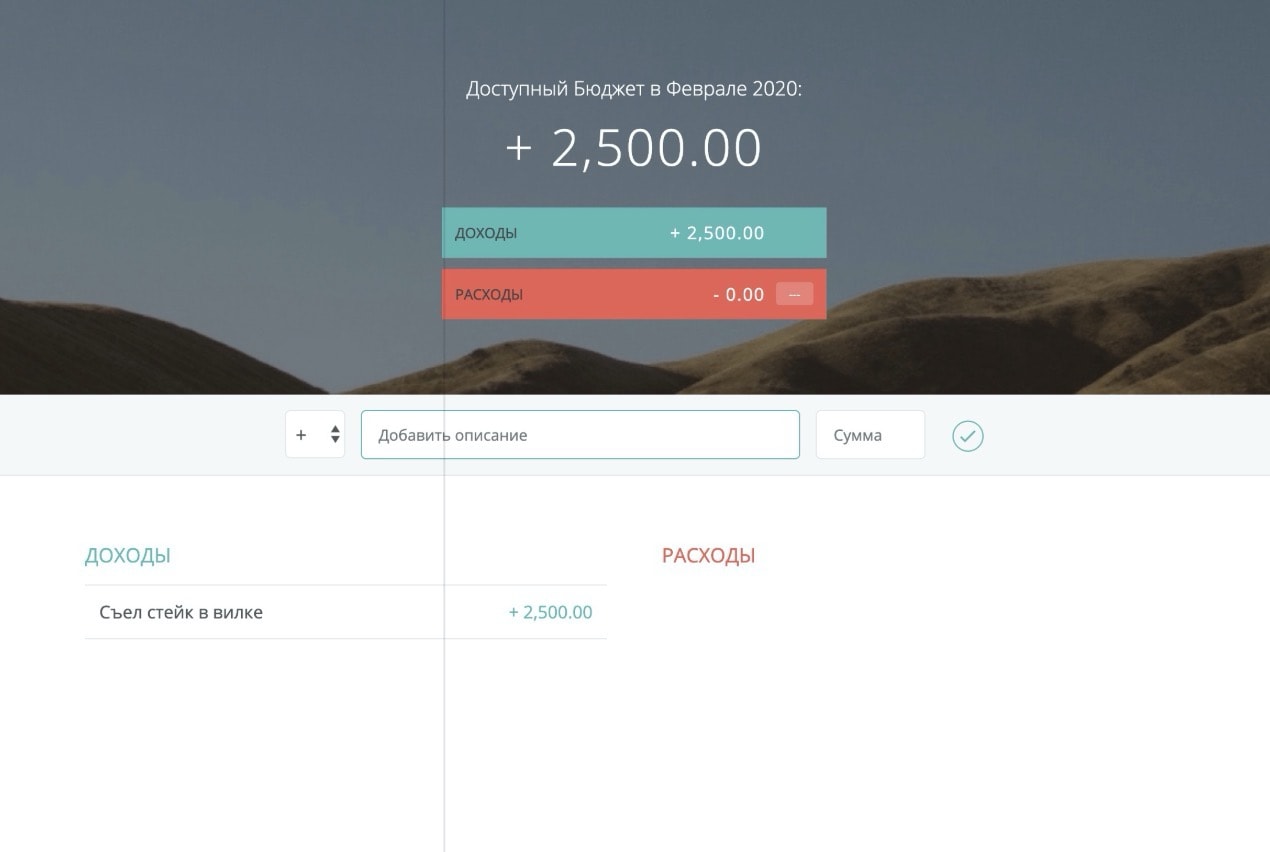 Доступный Бюджет в Феврале 2020:
+ 2,500.00
ДОХОДЫ + 2,500.00
РАСХОДЫ - 0.00 ---
+ Добавить описание Сумма
ДОХОДЫ РАСХОДЫ
Съел стейк в вилке + 2,500.00